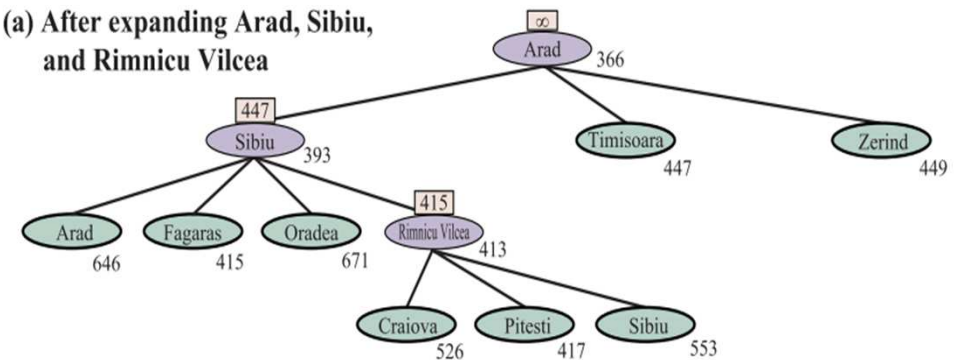 (a) After expanding Arad, Sibiu,
and Rimnicu Vilcea
∞
Arad
366
447
Sibiu
393
Timisoara
447
Zerind
449
Arad
646
Fagaras
415
Oradea
671
415
Rimnicu Vilcea
413
Craiova
526
Pitesti
417
Sibiu
553